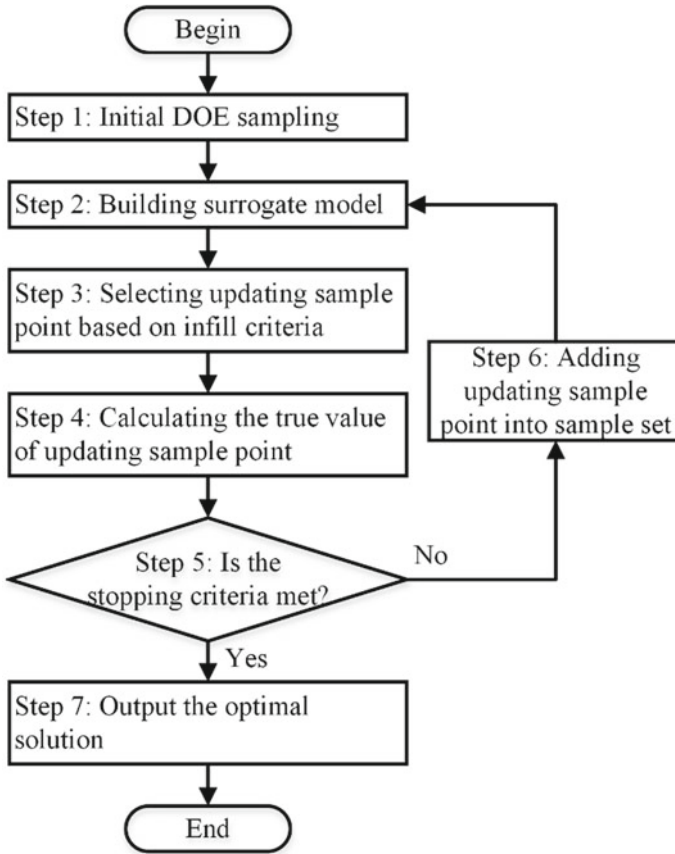 Begin
Step 1: Initial DOE sampling
Step 2: Building surrogate model
Step 3: Selecting updating sample
point based on infill criteria
Step 4: Calculating the true value
of updating sample point
Step 5: Is the
stopping criteria met?
No
Step 6: Adding
updating sample
point into sample set
Yes
Step 7: Output the optimal
solution
End